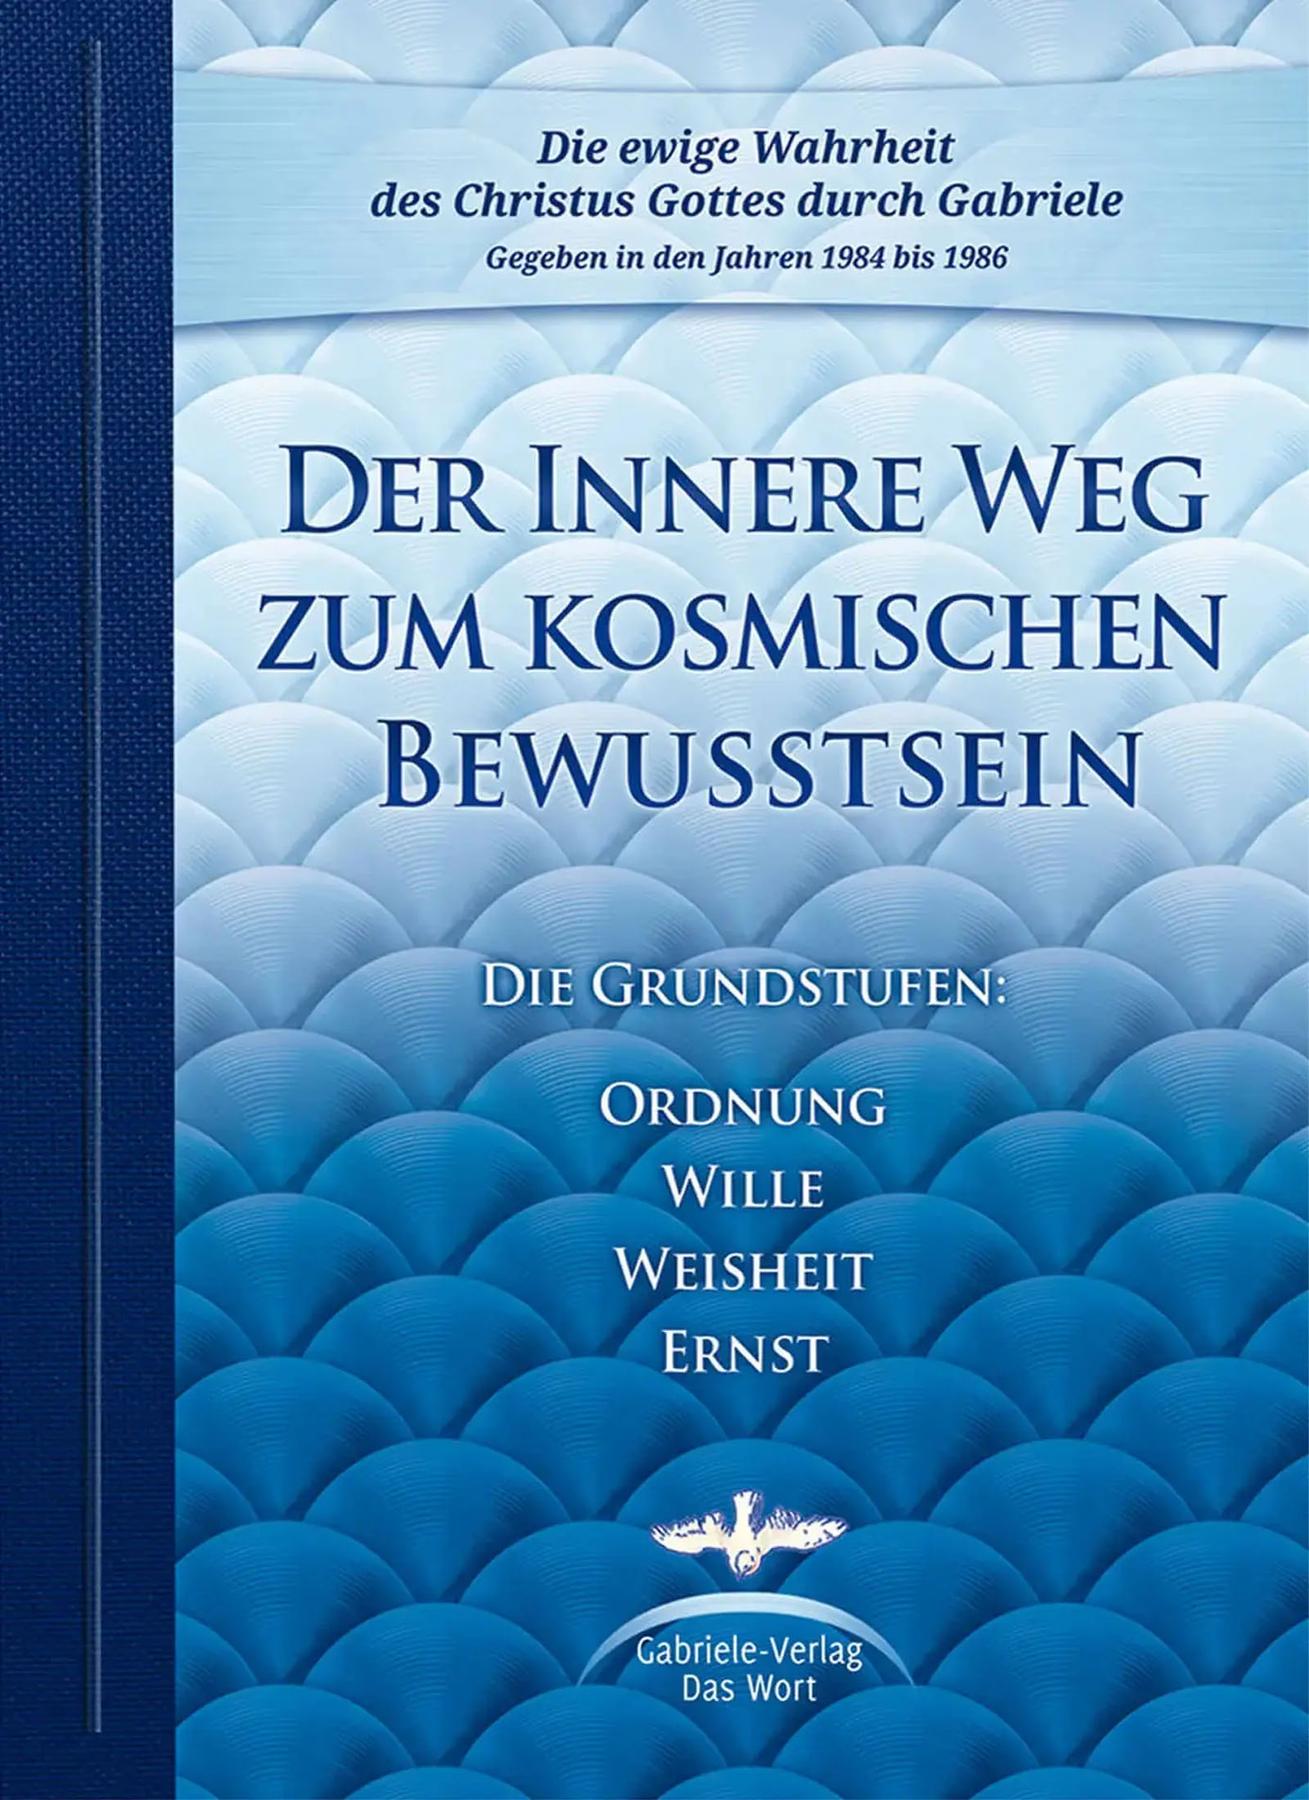 Die ewige Wahrheit
des Christus Gottes durch Gabriele
Gegeben in den Jahren 1984 bis 1986
DER INNERE WEG
ZUM KOSMISCHEN
BEWUSSTSEIN
DIE GRUNDSTUFEN:
ORDNUNG
WILLE
WEISHEIT
ERNST
Gabriele-Verlag
Das Wort